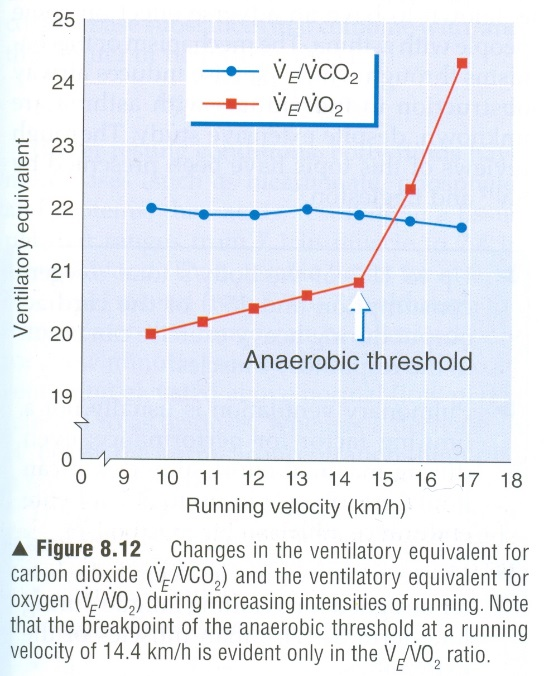 25
24
23
22
21
20
19
0
V̇E/V̇CO2
V̇E/V̇O2
Ventilatory equivalent
Anaerobic threshold
0 9 10 11 12 13 14 15 16 17 18
Running velocity (km/h)
▲ Figure 8.12 Changes in the ventilatory equivalent for
carbon dioxide (V̇E/V̇CO2) and the ventilatory equivalent for
oxygen (V̇E/V̇O2) during increasing intensities of running. Note
that the breakpoint of the anaerobic threshold at a running
velocity of 14.4 km/h is evident only in the V̇E/V̇O2 ratio.